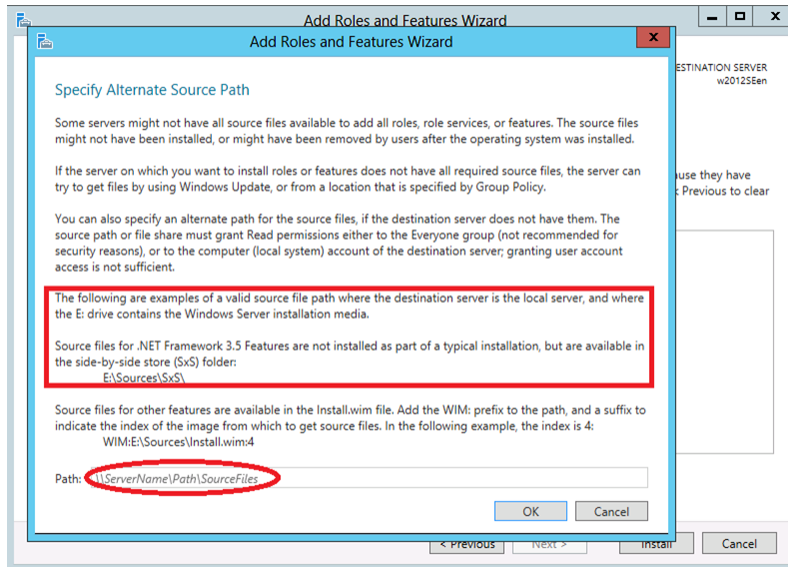 Add Roles and Features Wizard
Add Roles and Features Wizard
ESTINATION SERVER
w2012SEen
Specify Alternate Source Path
Some servers might not have all source files available to add all roles, role services, or features. The source files
might not have been installed, or might have been removed by users after the operating system was installed.
If the server on which you want to install roles or features does not have all required source files, the server can
try to get files by using Windows Update, or from a location that is specified by Group Policy.
ause they have
Previous to clear
You can also specify an alternate path for the source files, if the destination server does not have them. The
source path or file share must grant Read permissions either to the Everyone group (not recommended for
security reasons), or to the computer (local system) account of the destination server; granting user account
access is not sufficient.
The following are examples of a valid source file path where the destination server is the local server, and where
the E: drive contains the Windows Server installation media.
Source files for .NET Framework 3.5 Features are not installed as part of a typical installation, but are available in
the side-by-side store (SxS) folder:
E:\Sources\SxS\
Source files for other features are available in the Install.wim file. Add the WIM: prefix to the path, and a suffix to
indicate the index of the image from which to get source files. In the following example, the index is 4:
WIM:E:\Sources\Install.wim:4
Path: \\ServerName\Path\SourceFiles
OK Cancel
< Previous Next > Install Cancel